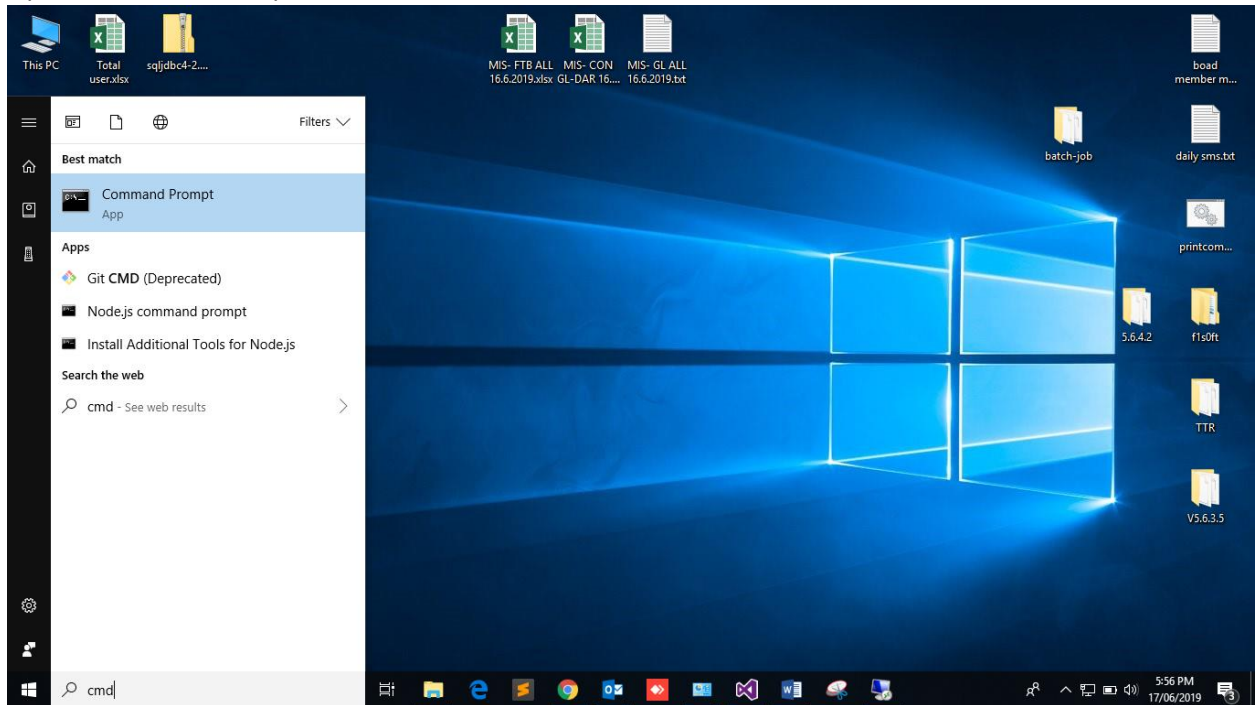 This PC
Total
user.xlsx
sqljdbc4-2....
MIS- FTB ALL
16.6.2019.xlsx
MIS- CON
GL-DAR 16....
MIS- GL ALL
16.6.2019.txt
boad
member m...
Filters
Best match
Command Prompt
App
Apps
Git CMD (Deprecated)
Node.js command prompt
Install Additional Tools for Node.js
Search the web
cmd - See web results
batch-job
daily sms.txt
printcom...
5.6.4.2
f1s0ft
TTR
V5.6.3.5
cmd
5:56 PM
17/06/2019
3